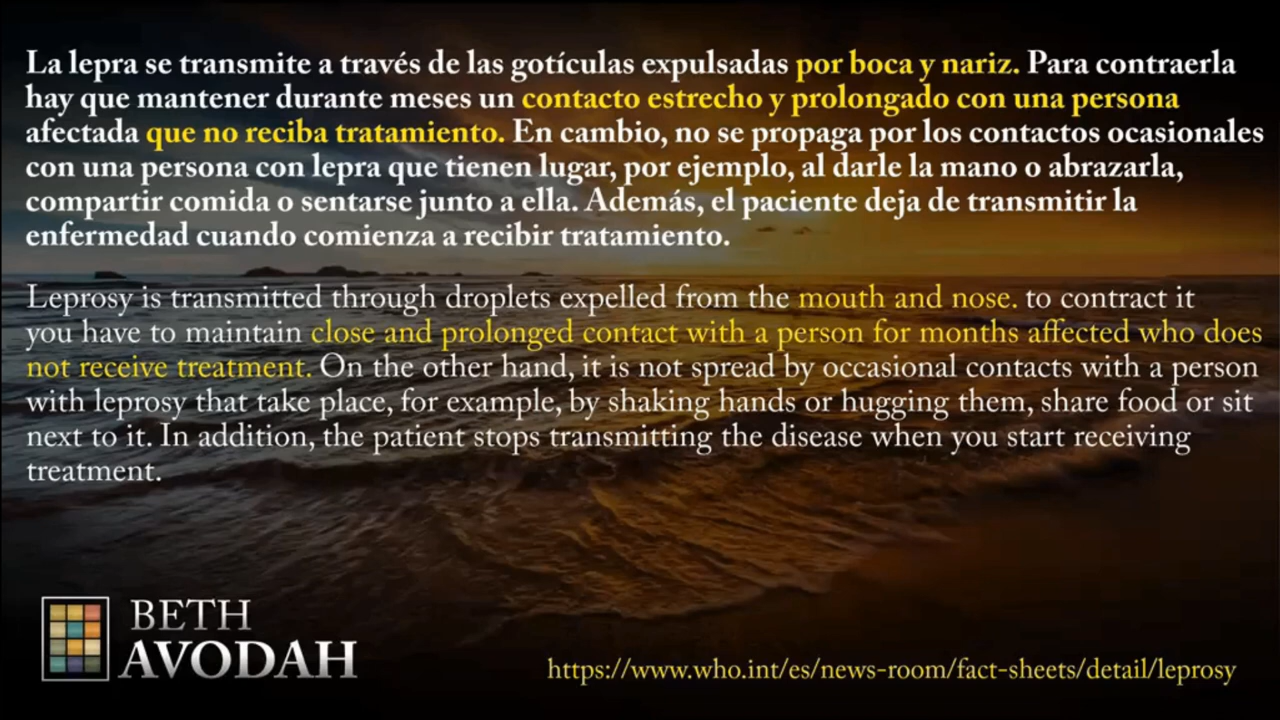 La lepra se transmite a través de las gotículas expulsadas por boca y nariz. Para contraerla
hay que mantener durante meses un contacto estrecho y prolongado con una persona
afectada que no reciba tratamiento. En cambio, no se propaga por los contactos ocasionales
con una persona con lepra que tienen lugar, por ejemplo, al darle la mano o abrazarla,
compartir comida o sentarse junto a ella. Además, el paciente deja de transmitir la
enfermedad cuando comienza a recibir tratamiento.
Leprosy is transmitted through droplets expelled from the mouth and nose. to contract it
you have to maintain close and prolonged contact with a person for months affected who does
not receive treatment. On the other hand, it is not spread by occasional contacts with a person
with leprosy that take place, for example, by shaking hands or hugging them, share food or sit
next to it. In addition, the patient stops transmitting the disease when you start receiving
treatment.
BETH
AVODAH
https://www.who.int/es/news-room/fact-sheets/detail/leprosy